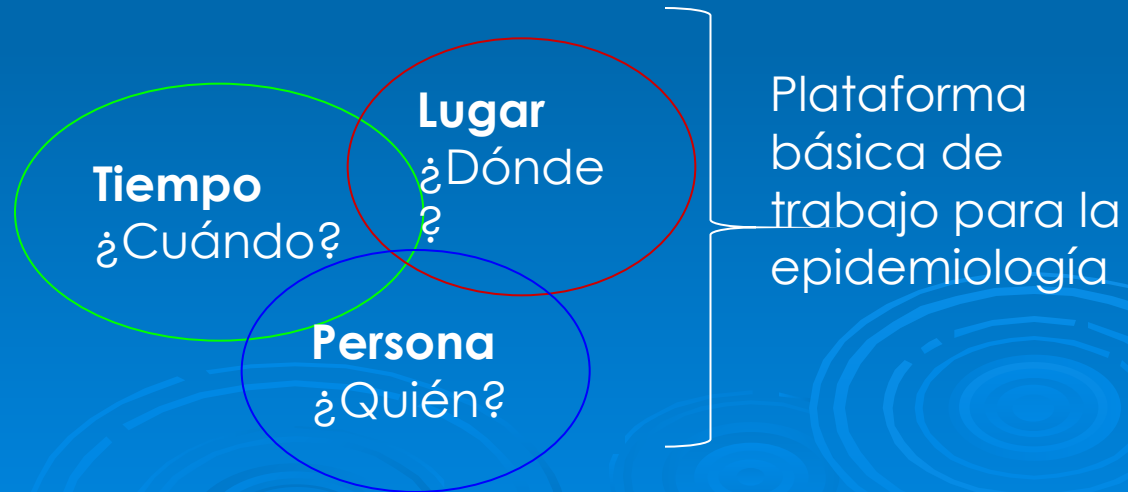 Tiempo
¿Cuándo?
Lugar
¿Dónde
?
Persona
¿Quién?
Plataforma
básica de
trabajo para la
epidemiología